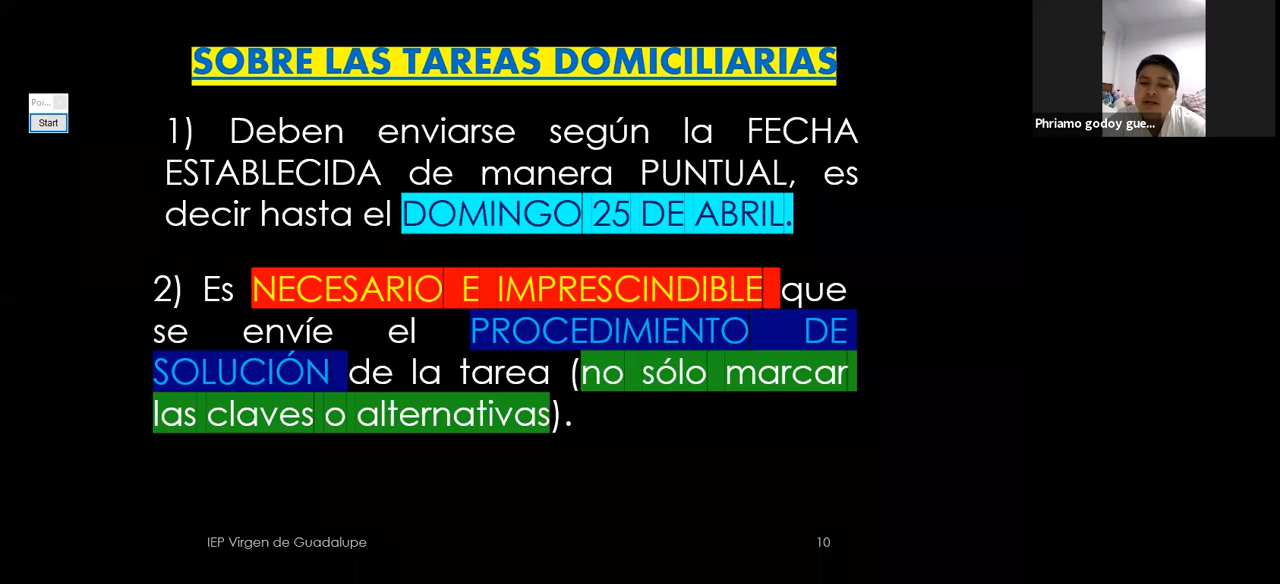 SOBRE LAS TAREAS DOMICILIARIAS
Poi...
Start
1) Deben enviarse según la FECHA
ESTABLECIDA de manera PUNTUAL, es
decir hasta el DOMINGO 25 DE ABRIL.
2) Es NECESARIO E IMPRESCINDIBLE que
se envíe el PROCEDIMIENTO DE
SOLUCIÓN de la tarea (no sólo marcar
las claves o alternativas).
IEP Virgen de Guadalupe
10
Phriamo godoy gue...